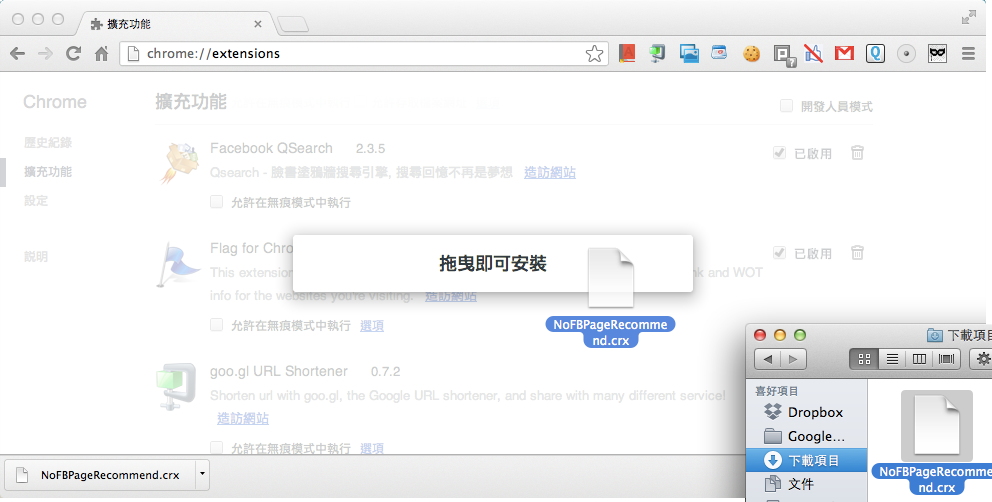 擴充功能
chrome://extensions
Chrome
擴充功能
開發人員模式
歷史紀錄
擴充功能
設定
說明
Facebook QSearch 2.3.5
已啟用
Qsearch - 臉書塗鴉牆搜尋引擎, 搜尋回憶不再是夢想 造訪網站
允許在無痕模式中執行
Flag for Chro
已啟用
This extension
nk and WOT
info for the websites you're visiting. 造訪網站
允許在無痕模式中執行 選項
拖曳即可安裝
NoFBPageRecomme
nd.crx
goo.gl URL Shortener 0.7.2
Shorten url with goo.gl, the Google URL shortener, and share with many different service!
造訪網站
允許在無痕模式中執行 選項
NoFBPageRecommend.crx
下載項目
喜好項目
Dropbox
Google...
下載項目
文件
NoFBPageRecomme
nd.crx